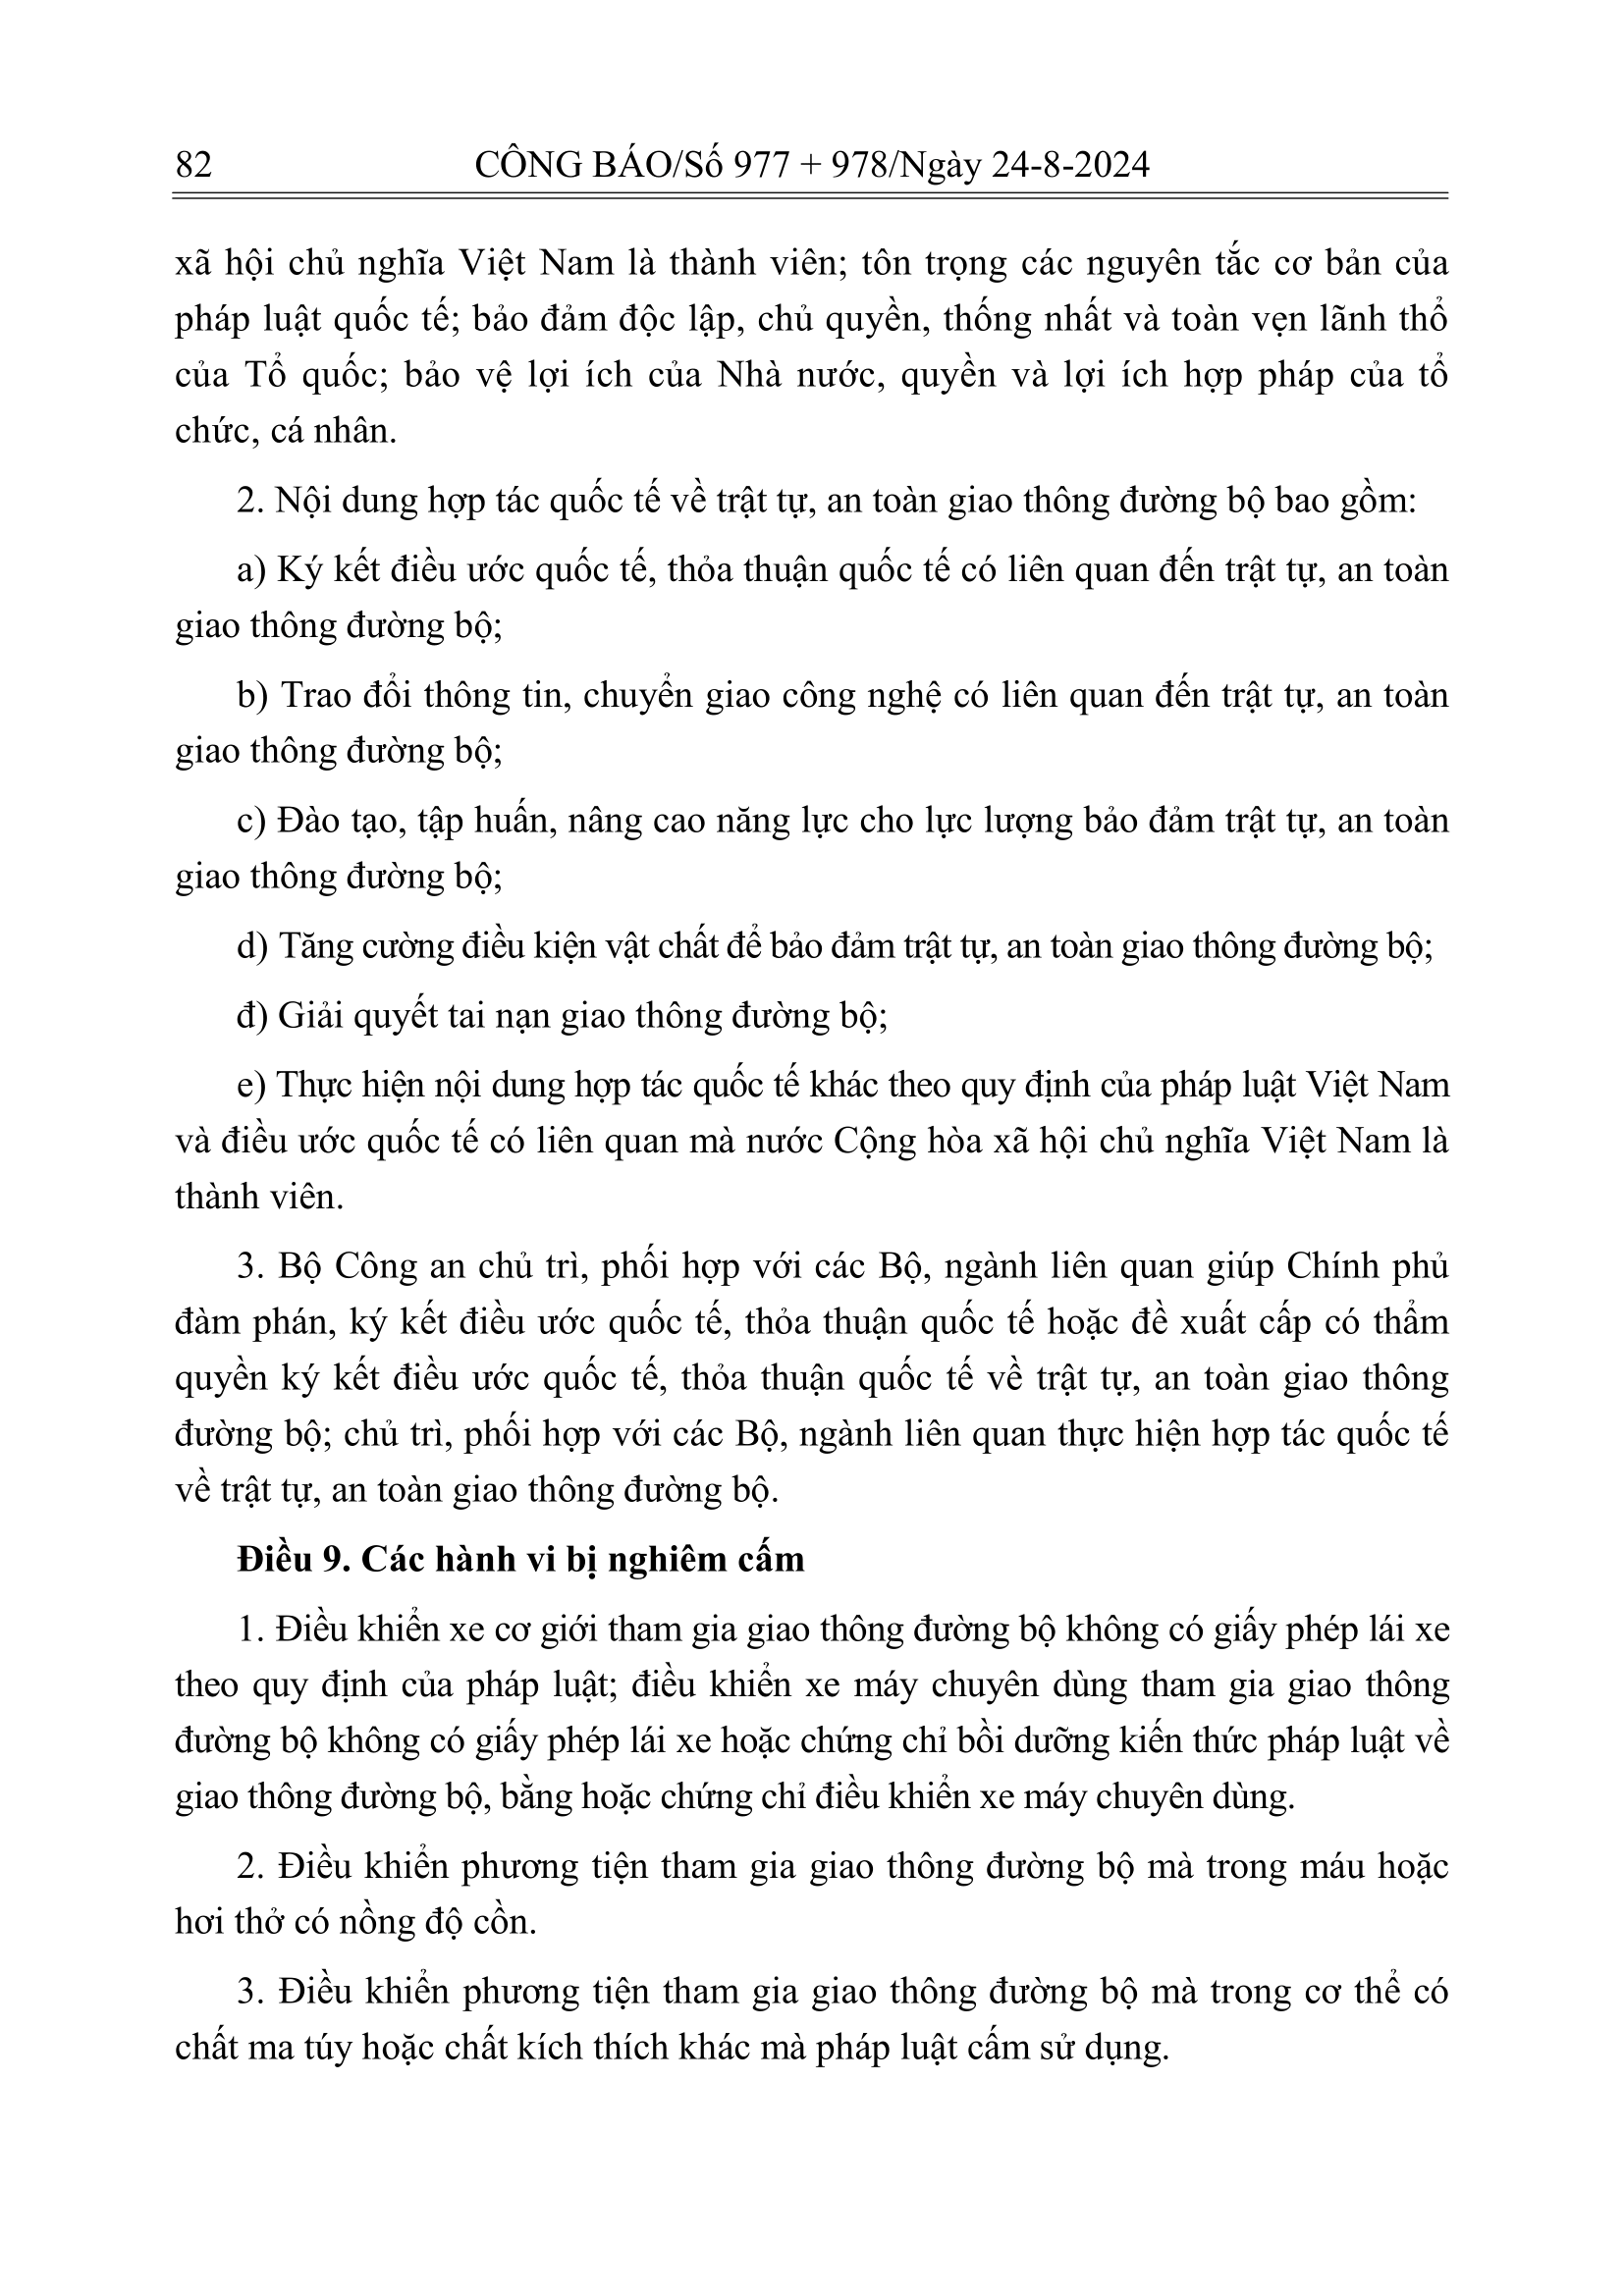 82 CÔNG BÁO/Số 977 + 978/Ngày 24-8-2024
xã hội chủ nghĩa Việt Nam là thành viên; tôn trọng các nguyên tắc cơ bản của
pháp luật quốc tế; bảo đảm độc lập, chủ quyền, thống nhất và toàn vẹn lãnh thổ
của Tổ quốc; bảo vệ lợi ích của Nhà nước, quyền và lợi ích hợp pháp của tổ
chức, cá nhân.
2. Nội dung hợp tác quốc tế về trật tự, an toàn giao thông đường bộ bao gồm:
a) Ký kết điều ước quốc tế, thỏa thuận quốc tế có liên quan đến trật tự, an toàn
giao thông đường bộ;
b) Trao đổi thông tin, chuyển giao công nghệ có liên quan đến trật tự, an toàn
giao thông đường bộ;
c) Đào tạo, tập huấn, nâng cao năng lực cho lực lượng bảo đảm trật tự, an toàn
giao thông đường bộ;
d) Tăng cường điều kiện vật chất để bảo đảm trật tự, an toàn giao thông đường bộ;
đ) Giải quyết tai nạn giao thông đường bộ;
e) Thực hiện nội dung hợp tác quốc tế khác theo quy định của pháp luật Việt Nam
và điều ước quốc tế có liên quan mà nước Cộng hòa xã hội chủ nghĩa Việt Nam là
thành viên.
3. Bộ Công an chủ trì, phối hợp với các Bộ, ngành liên quan giúp Chính phủ
đàm phán, ký kết điều ước quốc tế, thỏa thuận quốc tế hoặc đề xuất cấp có thẩm
quyền ký kết điều ước quốc tế, thỏa thuận quốc tế về trật tự, an toàn giao thông
đường bộ; chủ trì, phối hợp với các Bộ, ngành liên quan thực hiện hợp tác quốc tế
về trật tự, an toàn giao thông đường bộ.
Điều 9. Các hành vi bị nghiêm cấm
1. Điều khiển xe cơ giới tham gia giao thông đường bộ không có giấy phép lái xe
theo quy định của pháp luật; điều khiển xe máy chuyên dùng tham gia giao thông
đường bộ không có giấy phép lái xe hoặc chứng chỉ bồi dưỡng kiến thức pháp luật về
giao thông đường bộ, bằng hoặc chứng chỉ điều khiển xe máy chuyên dùng.
2. Điều khiển phương tiện tham gia giao thông đường bộ mà trong máu hoặc
hơi thở có nồng độ cồn.
3. Điều khiển phương tiện tham gia giao thông đường bộ mà trong cơ thể có
chất ma túy hoặc chất kích thích khác mà pháp luật cấm sử dụng.